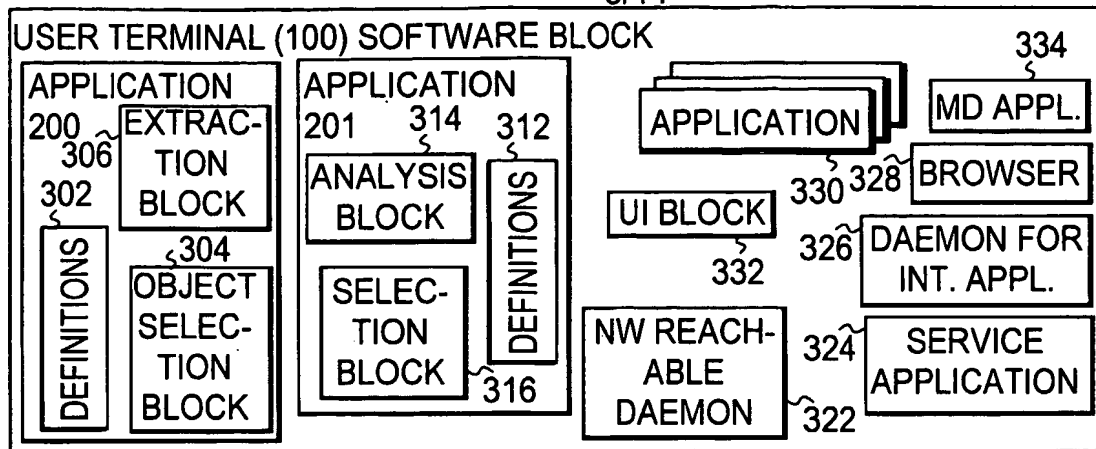 USER TERMINAL (100) SOFTWARE BLOCK
APPLICATION
200
306
EXTRAC-
TION
BLOCK
302
DEFINITIONS
304
OBJECT
SELEC-
TION
BLOCK
APPLICATION
201
314
312
ANALYSIS
BLOCK
DEFINITIONS
SELEC-
TION
BLOCK
316
APPLICATION
330
334
MD APPL.
328
BROWSER
UI BLOCK
332
326
DAEMON FOR
INT. APPL.
NW REACH-
ABLE
DAEMON
322
324
SERVICE
APPLICATION